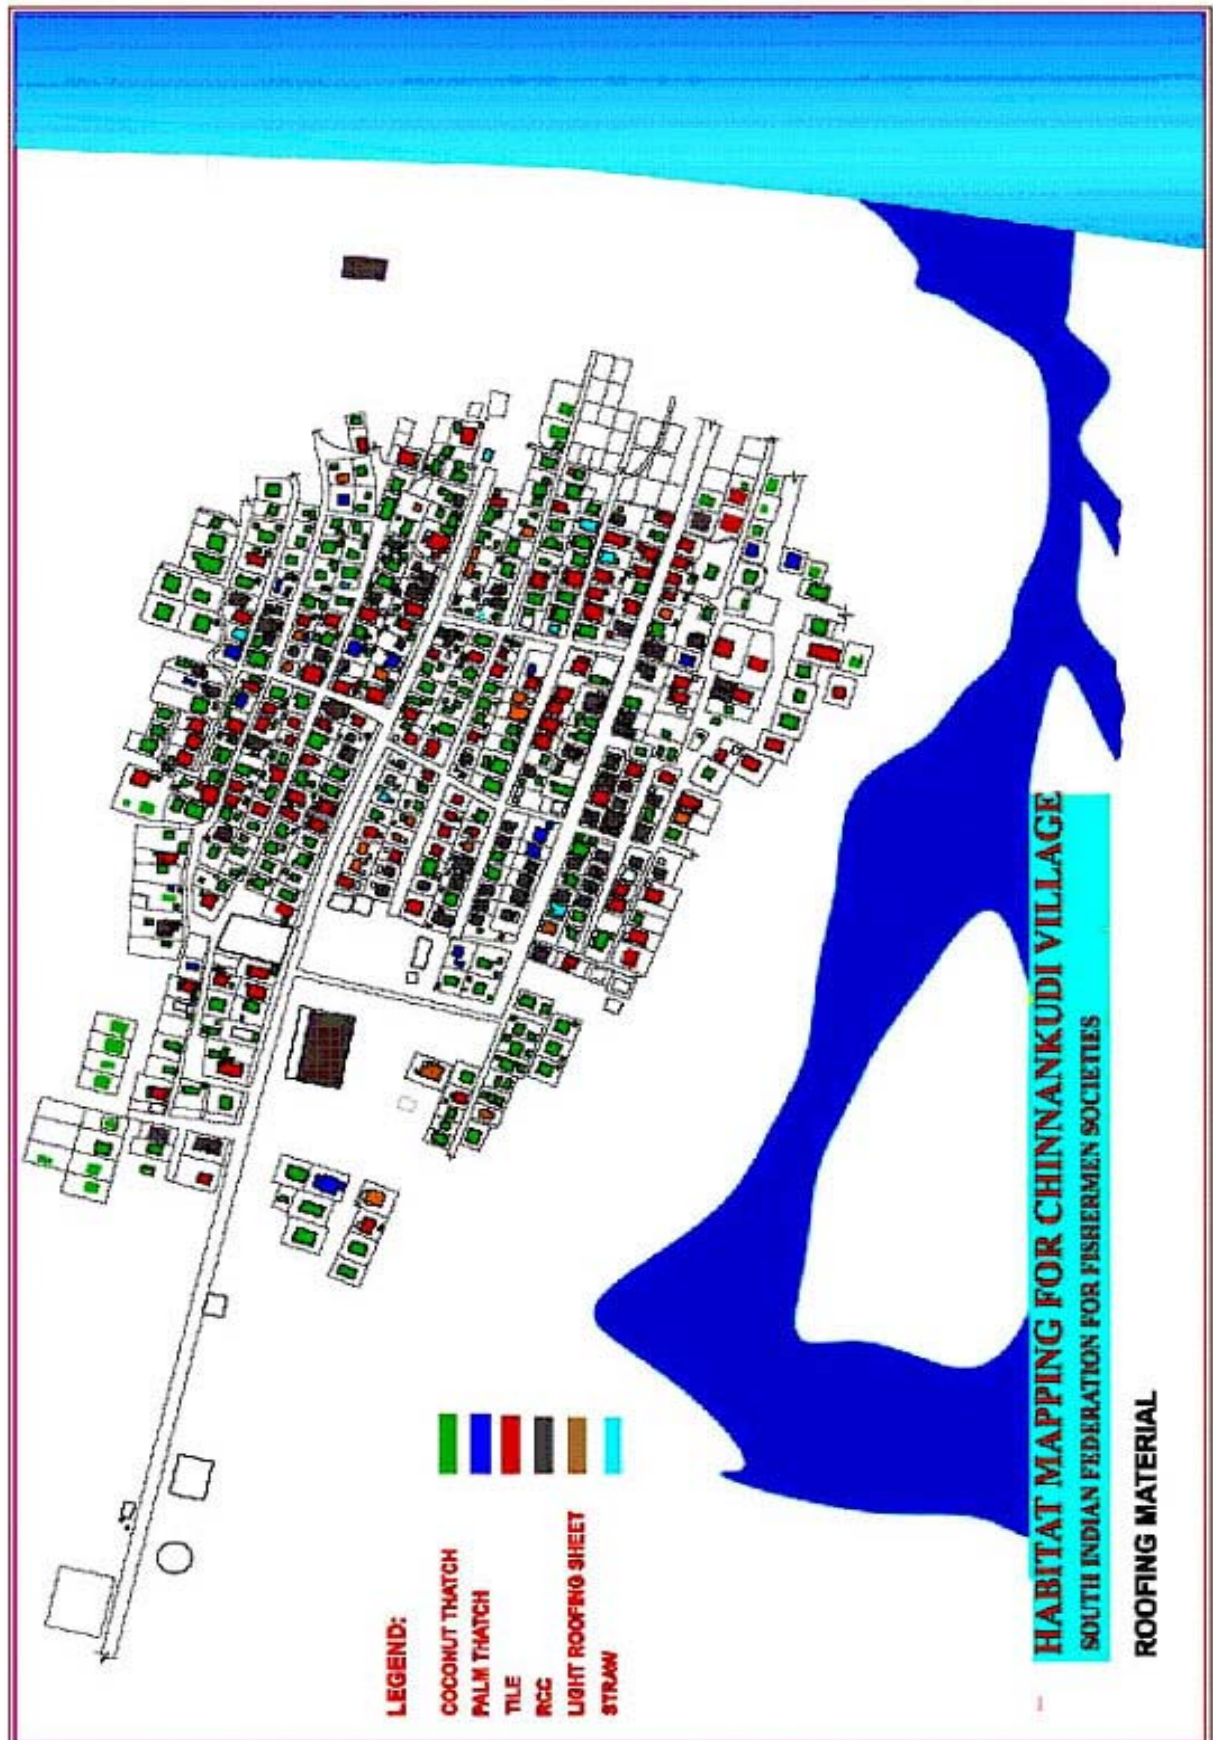 LEGEND:
COCONUT THATCH
PALM THATCH
TILE
RCC
LIGHT ROOFING SHEET
STRAW
HABITAT MAPPING FOR CHINNANKUDI VILLAGE
SOUTH INDIAN FEDERATION FOR FISHERMEN SOCIETIES
ROOFING MATERIAL